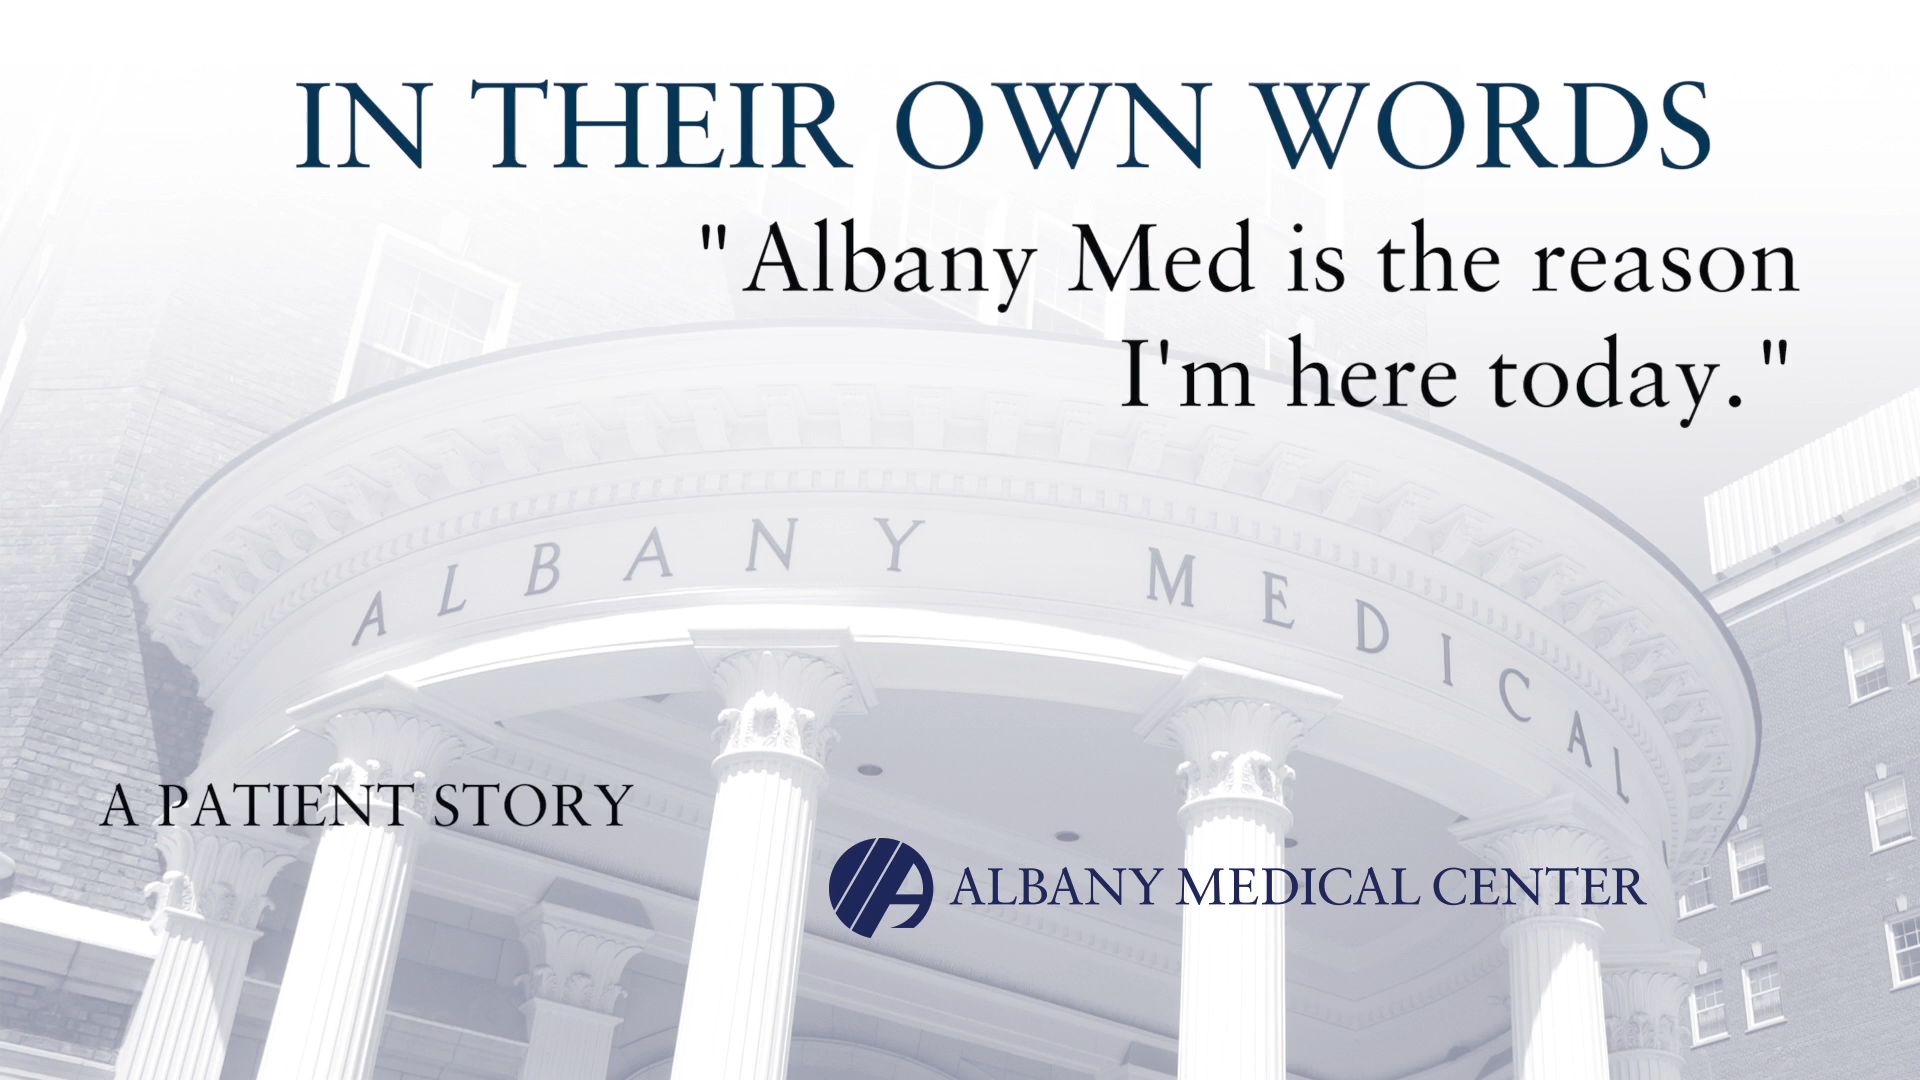 IN THEIR OWN WORDS
"Albany Med is the reason
I'm here today."
ALBANY MEDICAL
A PATIENT STORY
ALBANY MEDICAL CENTER